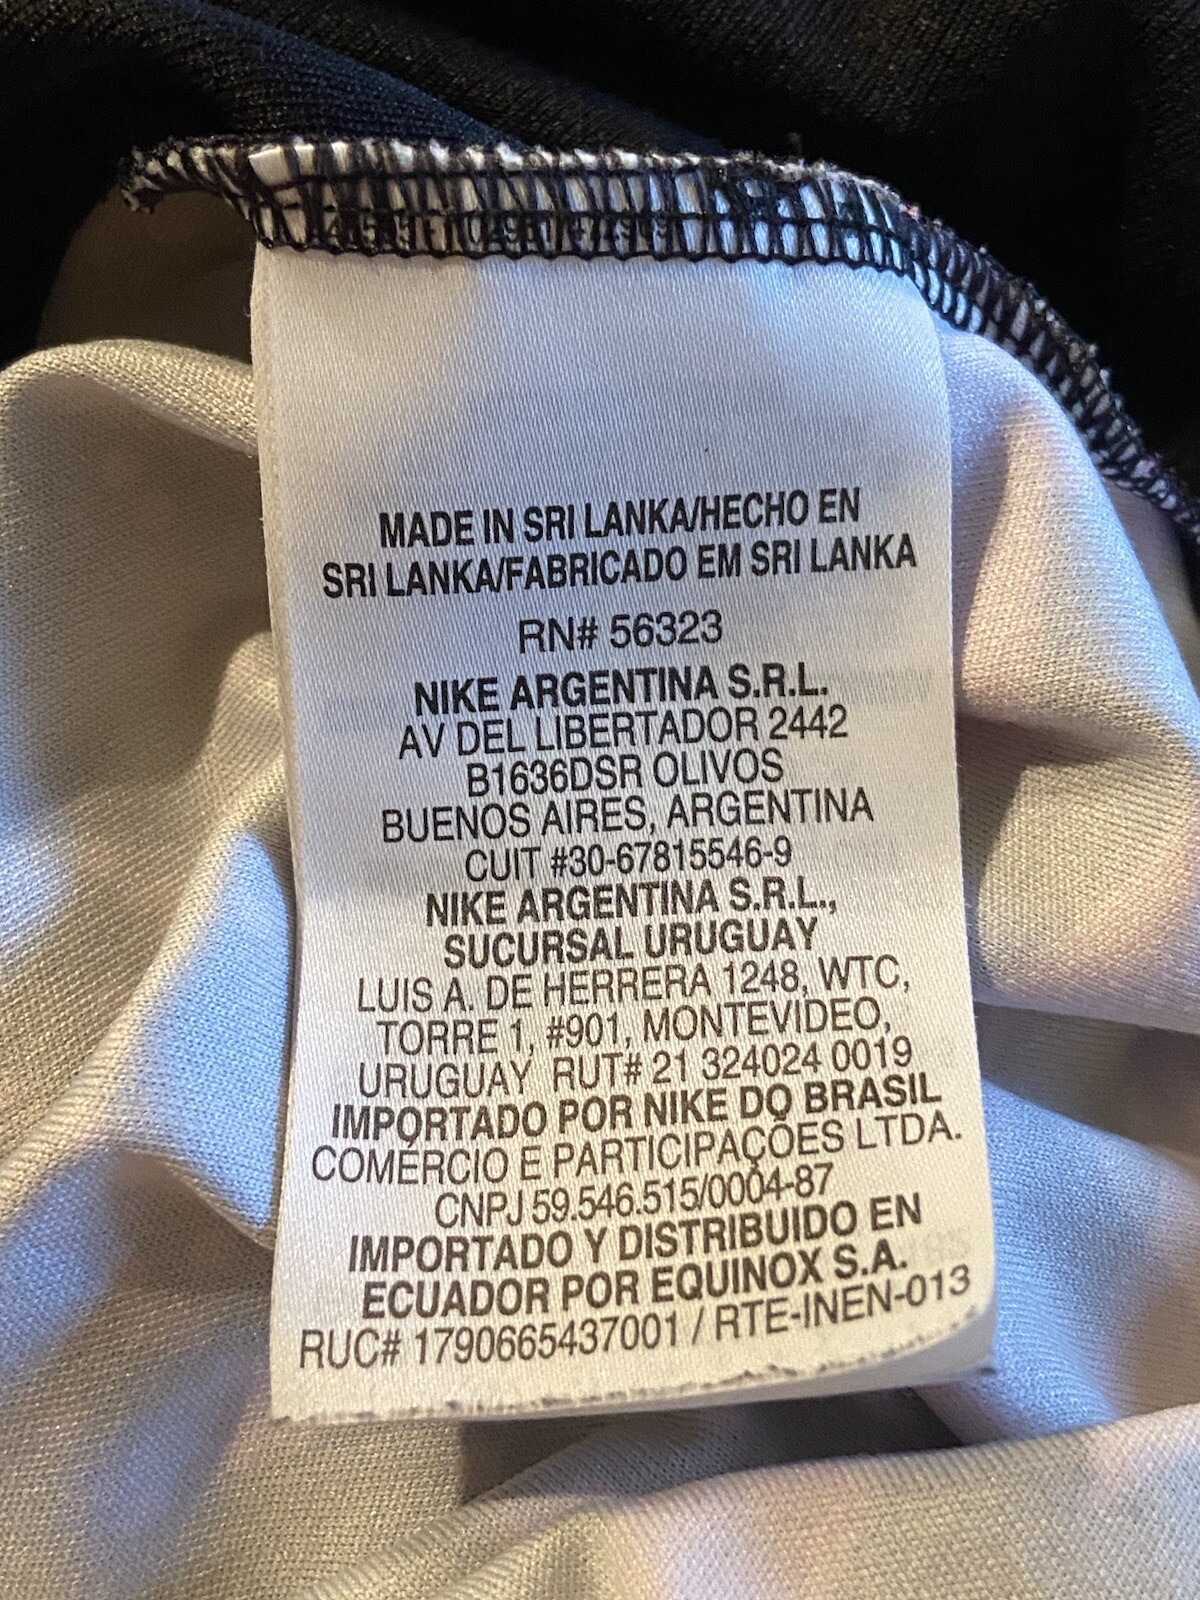 MADE IN SRI LANKA/HECHO EN
SRI LANKA/FABRICADO EM SRI LANKA
RN# 56323
NIKE ARGENTINA S.R.L.
AV DEL LIBERTADOR 2442
B1636DSR OLIVOS
BUENOS AIRES, ARGENTINA
CUIT #30-67815546-9
NIKE ARGENTINA S.R.L.,
SUCURSAL URUGUAY
LUIS A. DE HERRERA 1248, WTC,
TORRE 1, #901, MONTEVIDEO,
URUGUAY RUT# 21 324024 0019
IMPORTADO POR NIKE DO BRASIL
COMÉRCIO E PARTICIPAÇÕES LTDA.
CNPJ 59.546.515/0004-87
IMPORTADO Y DISTRIBUIDO EN
ECUADOR POR EQUINOX S.A.
RUC# 1790665437001 / RTE-INEN-013